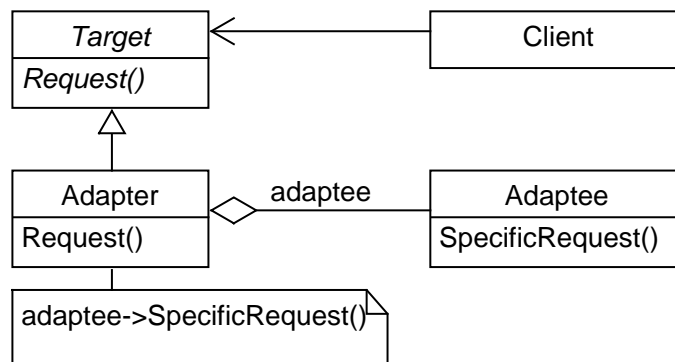 Target
Client
Request()
Adapter
adaptee
Adaptee
Request()
SpecificRequest()
adaptee->SpecificRequest()